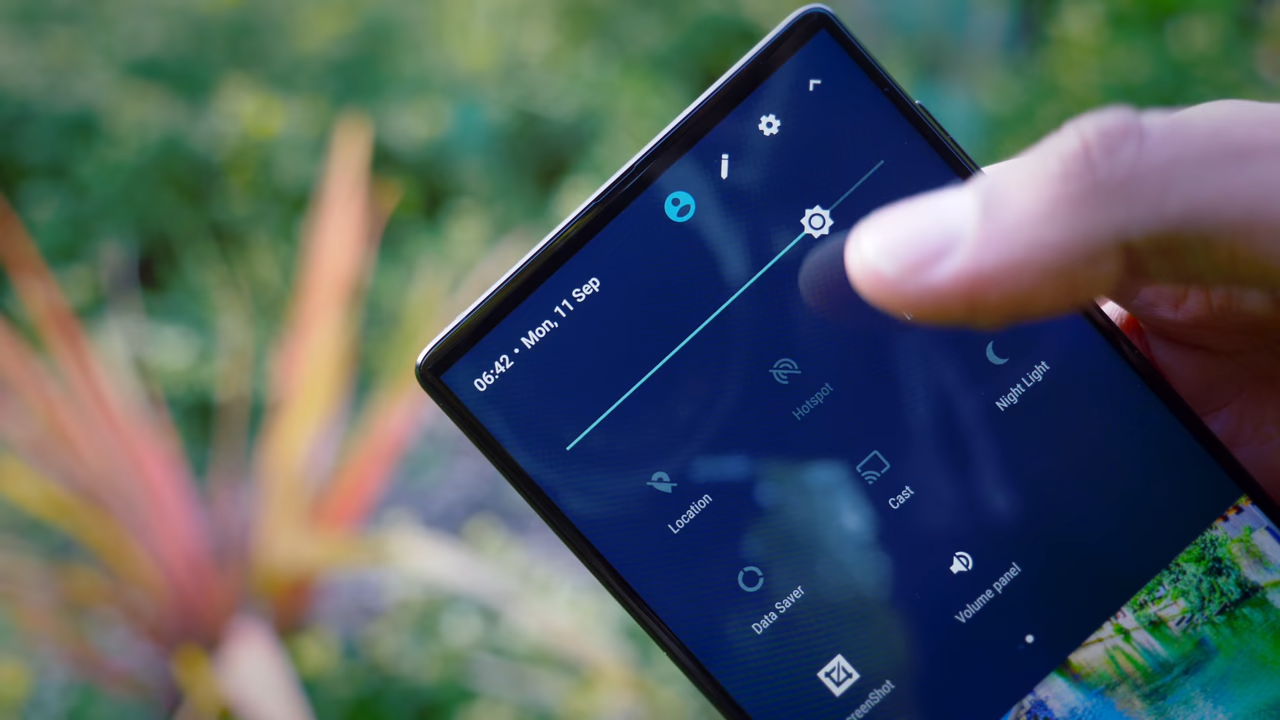 06:42 • Mon, 11 Sep
Hotspot
Night Light
Location
Cast
Data Saver
Volume panel